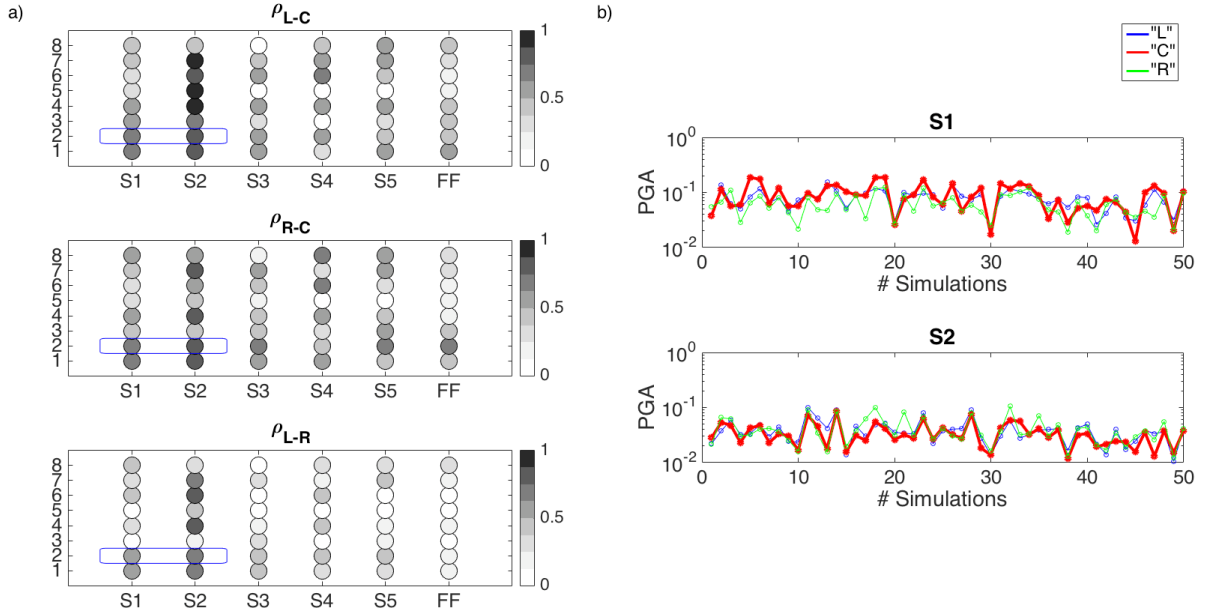 a)
ρL-C
8
7
6
5
4
3
2
1
S1 S2 S3 S4 S5 FF
1
0.5
0
ρR-C
8
7
6
5
4
3
2
1
S1 S2 S3 S4 S5 FF
1
0.5
0
ρL-R
8
7
6
5
4
3
2
1
S1 S2 S3 S4 S5 FF
1
0.5
0
b)
"L"
"C"
"R"
S1
PGA
10^0
10^-1
10^-2
0 10 20 30 40 50
# Simulations
S2
PGA
10^0
10^-1
10^-2
0 10 20 30 40 50
# Simulations